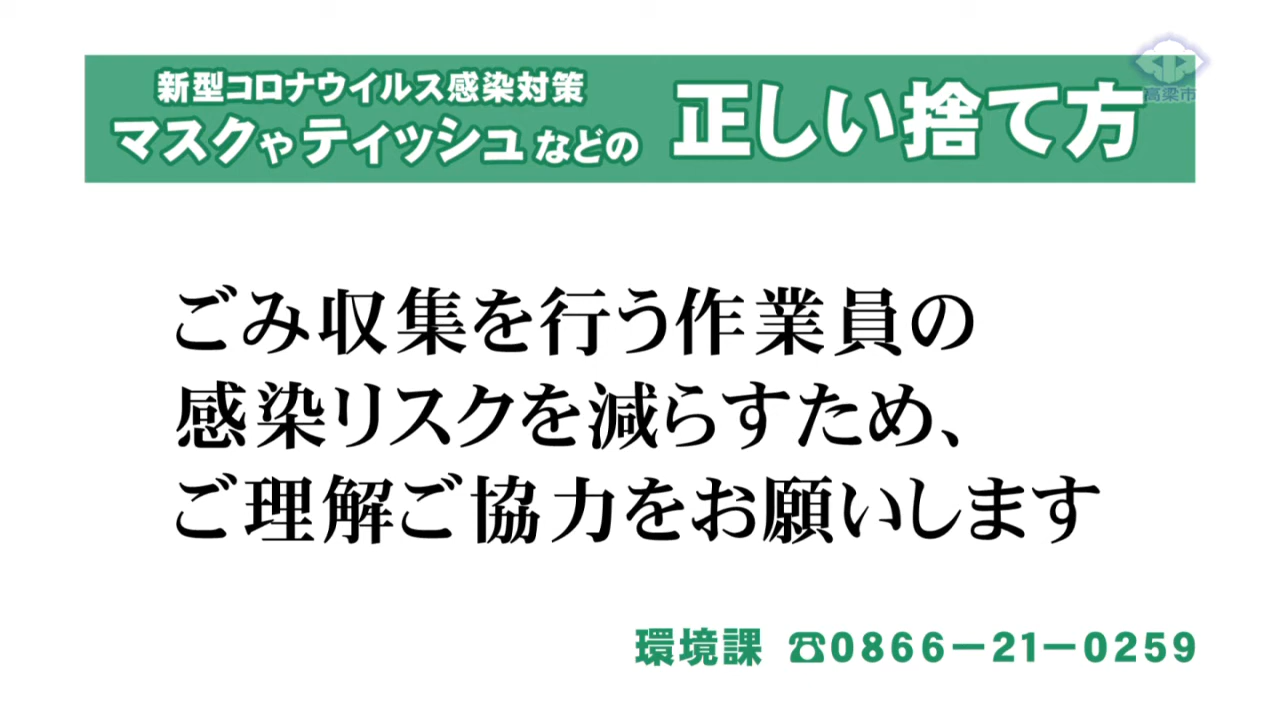 新型コロナウイルス感染対策
マスクやティッシュなどの
正しい捨て方
高梁市
ごみ収集を行う作業員の
感染リスクを減らすため、
ご理解ご協力をお願いします
環境課 ☎0866－21－0259